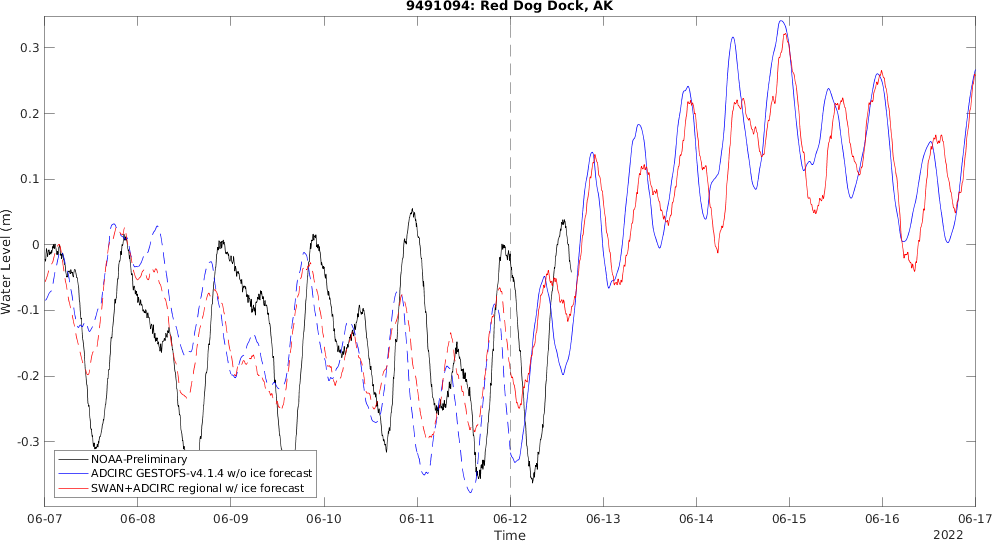 9491094: Red Dog Dock, AK
Water Level (m)
0.3
0.2
0.1
0
-0.1
-0.2
-0.3
NOAA-Preliminary
ADCIRC GESTOFS-v4.1.4 w/o ice forecast
SWAN+ADCIRC regional w/ ice forecast
06-07 06-08 06-09 06-10 06-11 06-12 06-13 06-14 06-15 06-16 06-17
Time
2022